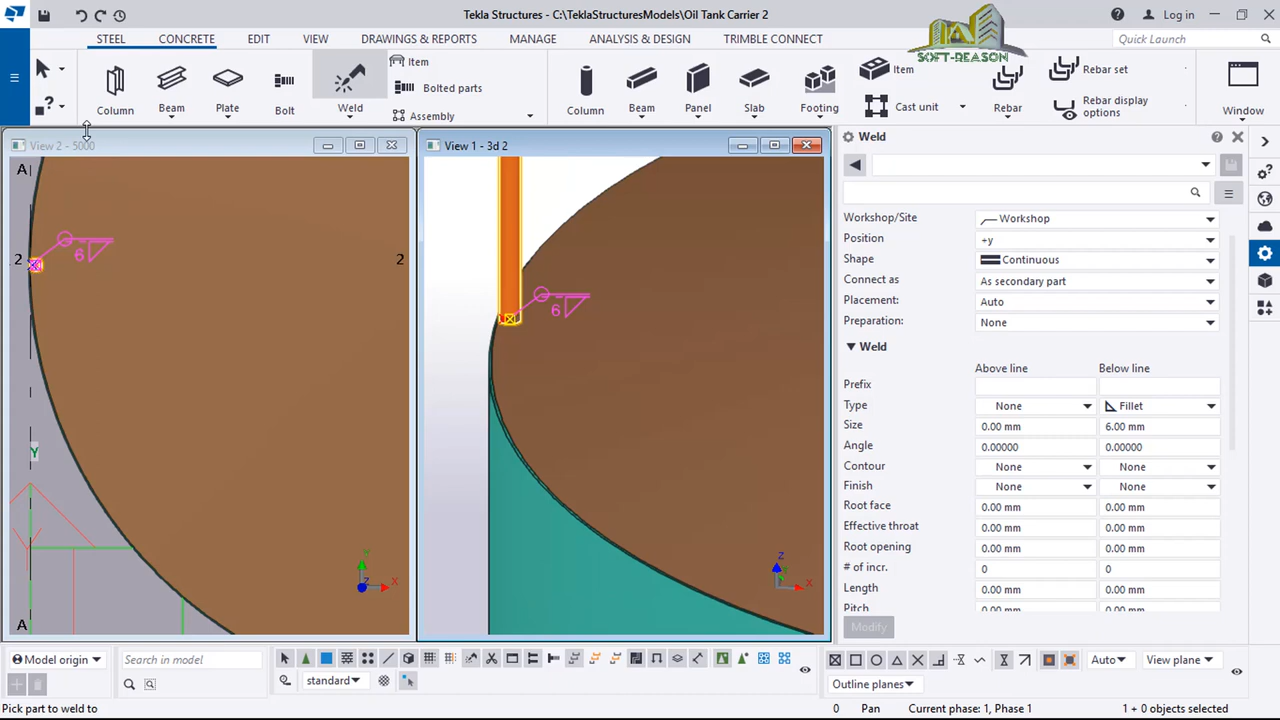 Tekla Structures - C:\TeklaStructuresModels\Oil Tank Carrier 2
Log in
STEEL CONCRETE EDIT VIEW DRAWINGS & REPORTS MANAGE ANALYSIS & DESIGN TRIMBLE CONNECT
SOFT-REASON
Quick Launch
Column Beam Plate Bolt Weld
Item
Bolted parts
Assembly
Column Beam Panel Slab Footing
Item
Cast unit
Rebar
Rebar set
Rebar display options
Window
View 2 - 5000
A
2
6
2
Y
A
Y
Z
X
View 1 - 3d 2
6
Z
Y
X
Weld
Workshop/Site Workshop
Position +y
Shape Continuous
Connect as As secondary part
Placement: Auto
Preparation: None
Weld
Above line Below line
Prefix
Type None Fillet
Size 0.00 mm 6.00 mm
Angle 0.00000 0.00000
Contour None None
Finish None None
Root face 0.00 mm 0.00 mm
Effective throat 0.00 mm 0.00 mm
Root opening 0.00 mm 0.00 mm
# of incr. 0 0
Length 0.00 mm 0.00 mm
Pitch 0.00 mm 0.00 mm
Modify
Model origin
Search in model
standard
Auto
View plane
Outline planes
Pick part to weld to
0 Pan Current phase: 1, Phase 1 1 + 0 objects selected